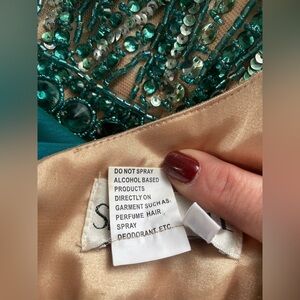 DO NOT SPRAY
ALCOHOL BASED
PRODUCTS
DIRECTLY ON
GARMENT SUCH AS.
PERFUME HAIR
SPRAY
DEODORANT, ETC.
S